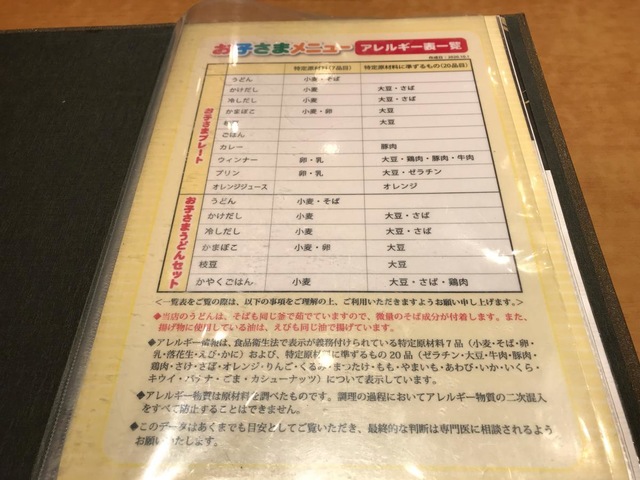 お子さまメニュー アレルギー表一覧
作成日：2020.10.1
特定原材料(7品目) 特定原材料に準ずるもの(20品目)
お子さまプレート
うどん 小麦・そば
かけだし 小麦 大豆・さば
冷しだし 小麦 大豆・さば
かまぼこ 小麦・卵 大豆
枝豆 大豆
ごはん
カレー 豚肉
ウィンナー 卵・乳 大豆・鶏肉・豚肉・牛肉
プリン 卵・乳 大豆・ゼラチン
オレンジジュース オレンジ
お子さまうどんセット
うどん 小麦・そば
かけだし 小麦 大豆・さば
冷しだし 小麦 大豆・さば
かまぼこ 小麦・卵 大豆
枝豆 大豆
かやくごはん 小麦 大豆・さば・鶏肉
<一覧表をご覧の際は、以下の事項をご理解の上、ご利用いただきますようお願い申し上げます。>
◆当店のうどんは、そばも同じ釜で茹でていますので、微量のそば成分が付着します。また、
揚げ物に使用している油は、えびも同じ油で揚げています。
◆アレルギー情報は、食品衛生法で表示が義務付けられている特定原材料7品(小麦・そば・卵・
乳・落花生・えび・かに)および、特定原材料に準ずるもの20品(ゼラチン・大豆・牛肉・豚肉・
鶏肉・さけ・さば・オレンジ・りんご・くるみ・まつたけ・もも・やまいも・あわび・いか・いくら・
キウイ・バナナ・ごま・カシューナッツ)について表示しています。
◆アレルギー物質は原材料を調べたものです。調理の過程においてアレルギー物質の二次混入
をすべて防止することはできません。
◆このデータはあくまでも目安としてご覧いただき、最終的な判断は専門医に相談されるよう
お願いいたします。